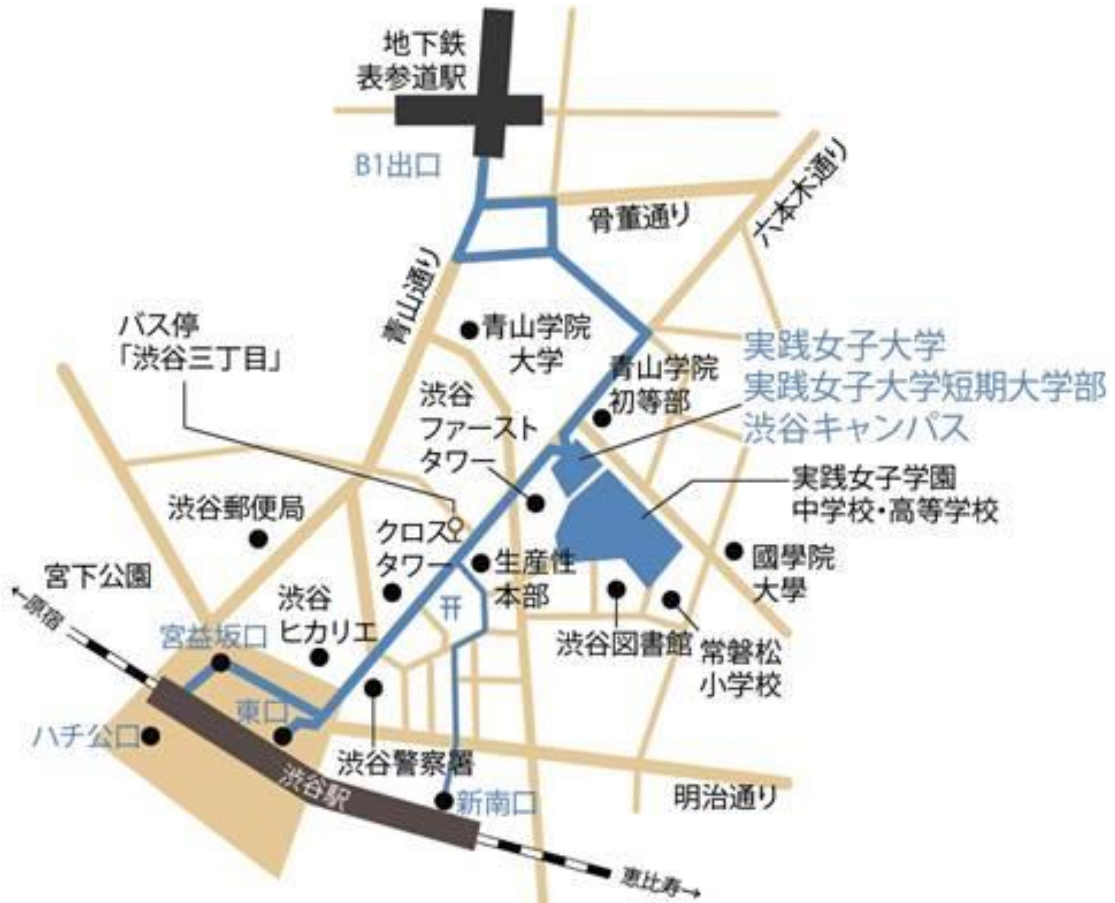 地下鉄
表参道駅
B1出口
骨董通り
六本木通り
青山通り
バス停
「渋谷三丁目」
青山学院
大学
青山学院
初等部
実践女子大学
実践女子大学短期大学部
渋谷キャンパス
渋谷
ファースト
タワー
実践女子学園
中学校・高等学校
渋谷郵便局
クロス
タワー
生産性
本部
國學院
大學
宮下公園
←原宿
渋谷
ヒカリエ
宮益坂口
渋谷図書館
常磐松
小学校
ハチ公口
東口
渋谷警察署
渋谷駅
新南口
明治通り
恵比寿→